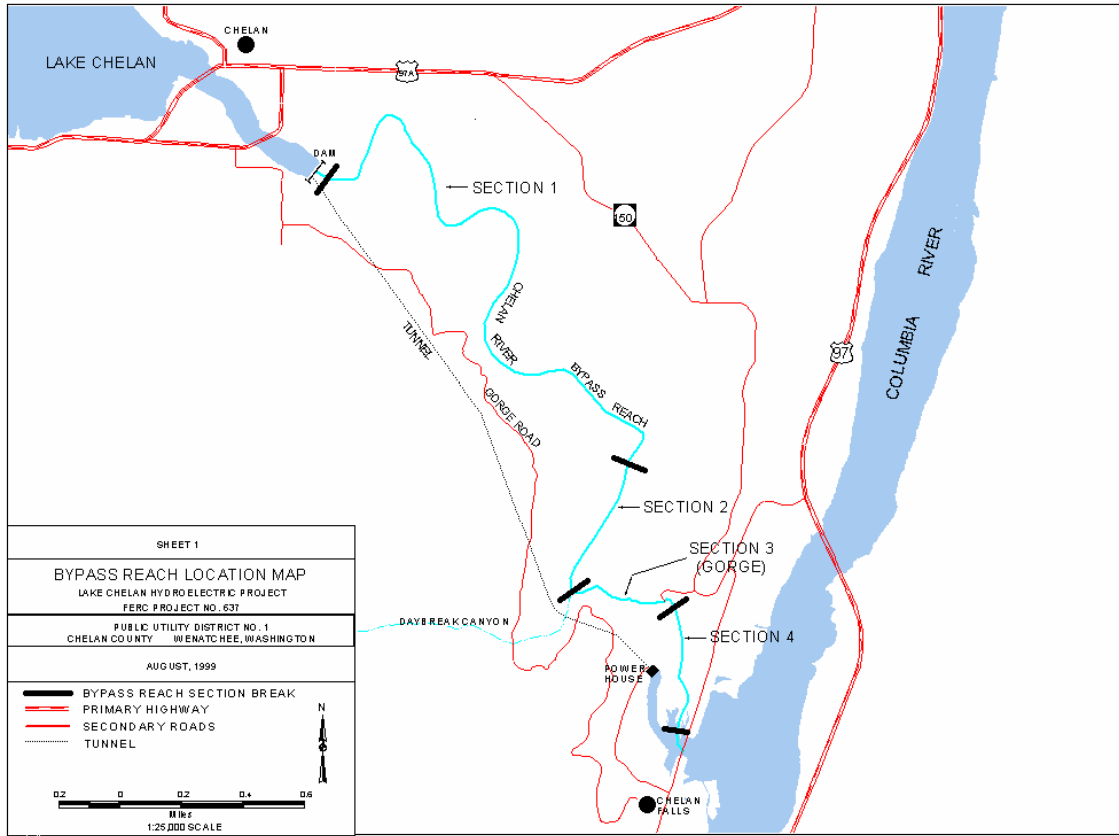 CHELAN
LAKE CHELAN
97A
DAM
SECTION 1
150
COLUMBIA RIVER
97
CHELAN RIVER BYPASS REACH
TUNNEL
GORGE ROAD
SECTION 2
SECTION 3
(GORGE)
DAYBREAK CANYON
SECTION 4
POWER
HOUSE
CHELAN
FALLS
SHEET 1
BYPASS REACH LOCATION MAP
LAKE CHELAN HYDROELECTRIC PROJECT
FERC PROJECT NO. 637
PUBLIC UTILITY DISTRICT NO. 1
CHELAN COUNTY WENATCHEE, WASHINGTON
AUGUST, 1999
BYPASS REACH SECTION BREAK
PRIMARY HIGHWAY
SECONDARY ROADS
TUNNEL
N
0.2 0 0.2 0.4 0.6
Miles
1:25,000 SCALE